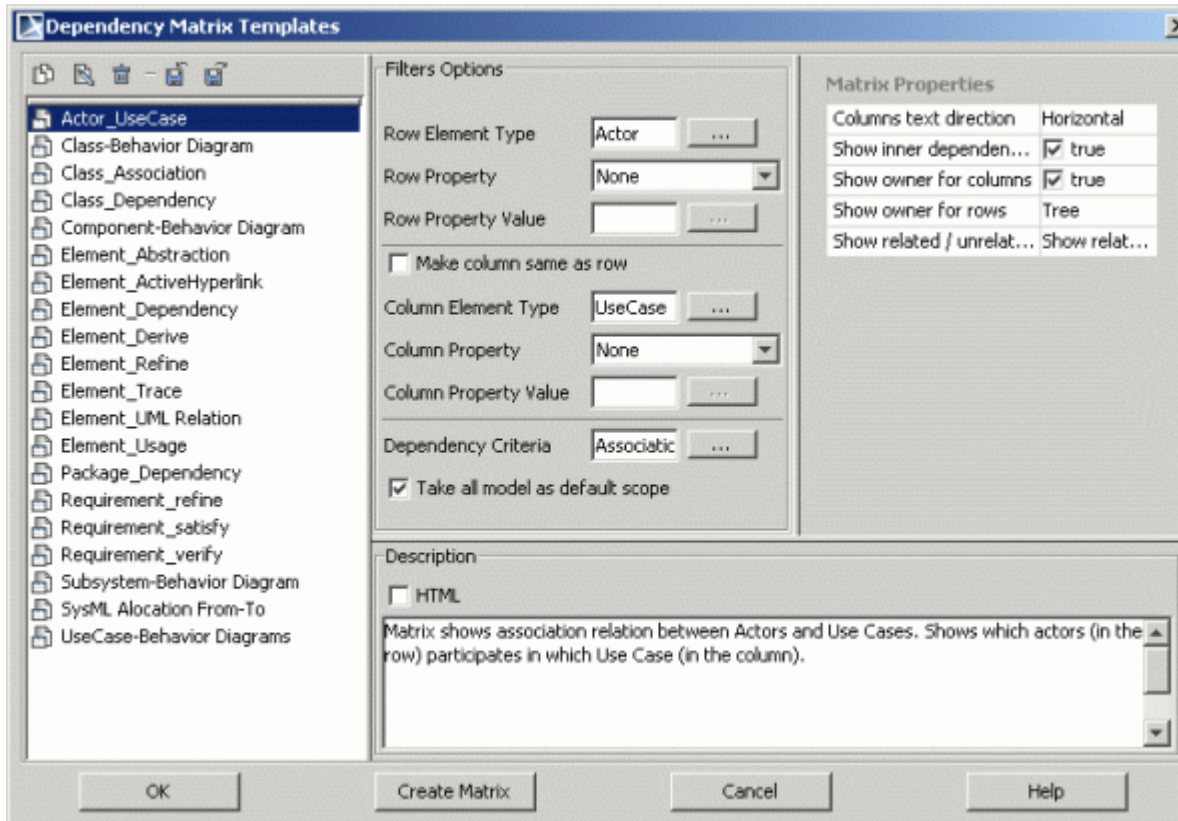 Dependency Matrix Templates
Actor_UseCase
Class-Behavior Diagram
Class_Association
Class_Dependency
Component-Behavior Diagram
Element_Abstraction
Element_ActiveHyperlink
Element_Dependency
Element_Derive
Element_Refine
Element_Trace
Element_UML Relation
Element_Usage
Package_Dependency
Requirement_refine
Requirement_satisfy
Requirement_verify
Subsystem-Behavior Diagram
SysML Alocation From-To
UseCase-Behavior Diagrams
Filters Options
Row Element Type Actor ...
Row Property None
Row Property Value ...
Make column same as row
Column Element Type UseCase ...
Column Property None
Column Property Value ...
Dependency Criteria Associatic ...
Take all model as default scope
Matrix Properties
Columns text direction Horizontal
Show inner dependen... true
Show owner for columns true
Show owner for rows Tree
Show related / unrelat... Show relat...
Description
HTML
Matrix shows association relation between Actors and Use Cases. Shows which actors (in the
row) participates in which Use Case (in the column).
OK Create Matrix Cancel Help